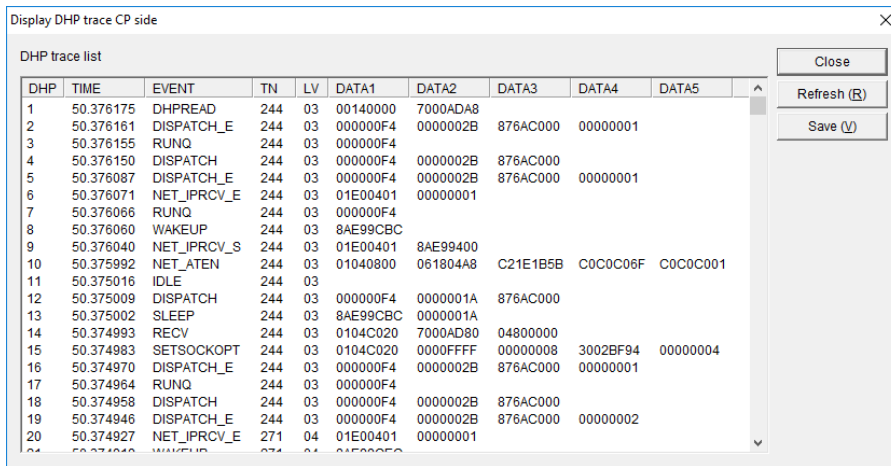 Display DHP trace CP side
DHP trace list
Close
Refresh (R)
Save (V)
DHP TIME EVENT TN LV DATA1 DATA2 DATA3 DATA4 DATA5
1 50.376175 DHPREAD 244 03 00140000 7000ADA8
2 50.376161 DISPATCH_E 244 03 000000F4 0000002B 876AC000 00000001
3 50.376155 RUNQ 244 03 000000F4
4 50.376150 DISPATCH 244 03 000000F4 0000002B 876AC000
5 50.376087 DISPATCH_E 244 03 000000F4 0000002B 876AC000 00000001
6 50.376071 NET_IPRCV_E 244 03 01E00401 00000001
7 50.376066 RUNQ 244 03 000000F4
8 50.376060 WAKEUP 244 03 8AE99CBC
9 50.376040 NET_IPRCV_S 244 03 01E00401 8AE99400
10 50.375992 NET_ATEN 244 03 01040800 061804A8 C21E1B5B C0C0C06F C0C0C001
11 50.375016 IDLE 244 03
12 50.375009 DISPATCH 244 03 000000F4 0000001A 876AC000
13 50.375002 SLEEP 244 03 8AE99CBC 0000001A
14 50.374993 RECV 244 03 0104C020 7000AD80 04800000
15 50.374983 SETSOCKOPT 244 03 0104C020 0000FFFF 00000008 3002BF94 00000004
16 50.374970 DISPATCH_E 244 03 000000F4 0000002B 876AC000 00000001
17 50.374964 RUNQ 244 03 000000F4
18 50.374958 DISPATCH 244 03 000000F4 0000002B 876AC000
19 50.374946 DISPATCH_E 244 03 000000F4 0000002B 876AC000 00000002
20 50.374927 NET_IPRCV_E 271 04 01E00401 00000001